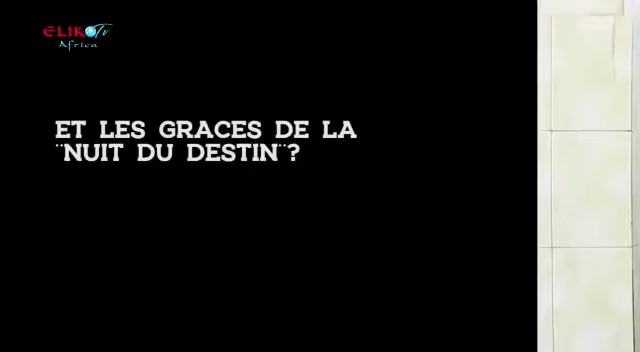 ELIKO Tv
Africa
ET LES GRACES DE LA
¨NUIT DU DESTIN¨?